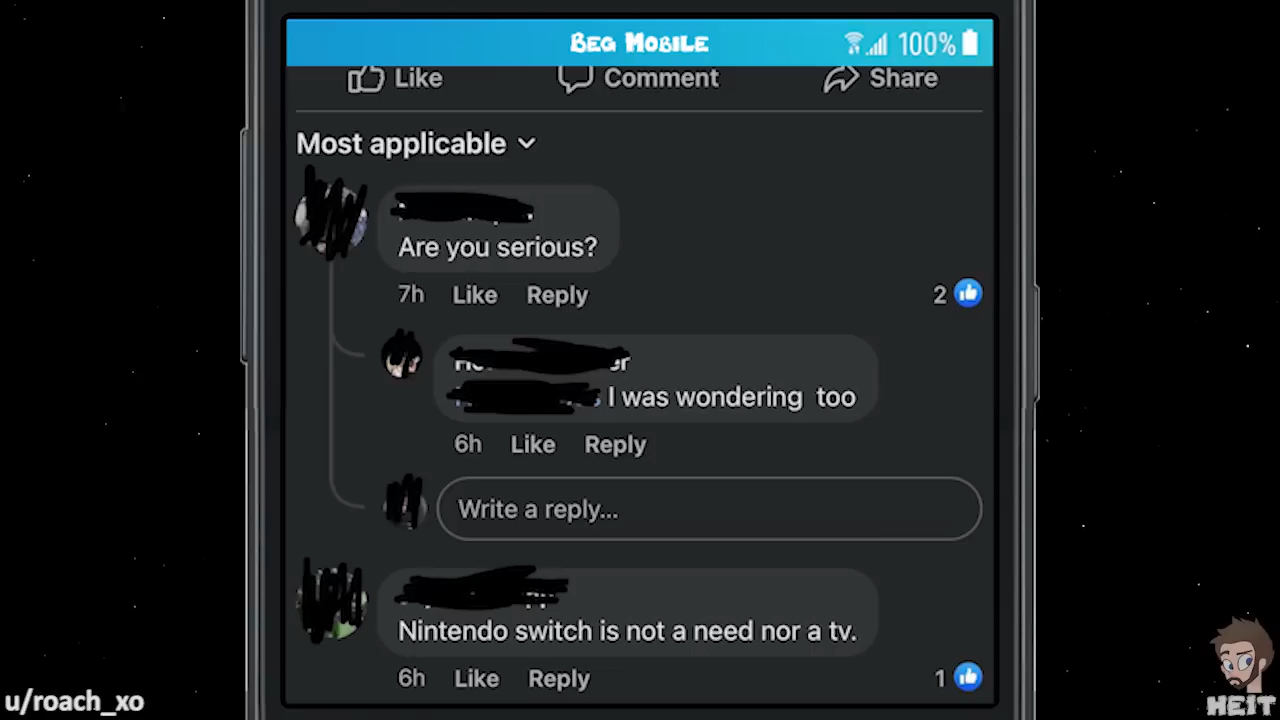 Beg Mobile
100%
Like Comment Share
Most applicable
Are you serious?
7h Like Reply 2
I was wondering too
6h Like Reply
Write a reply...
Nintendo switch is not a need nor a tv.
6h Like Reply 1
u/roach_xo
HEIT